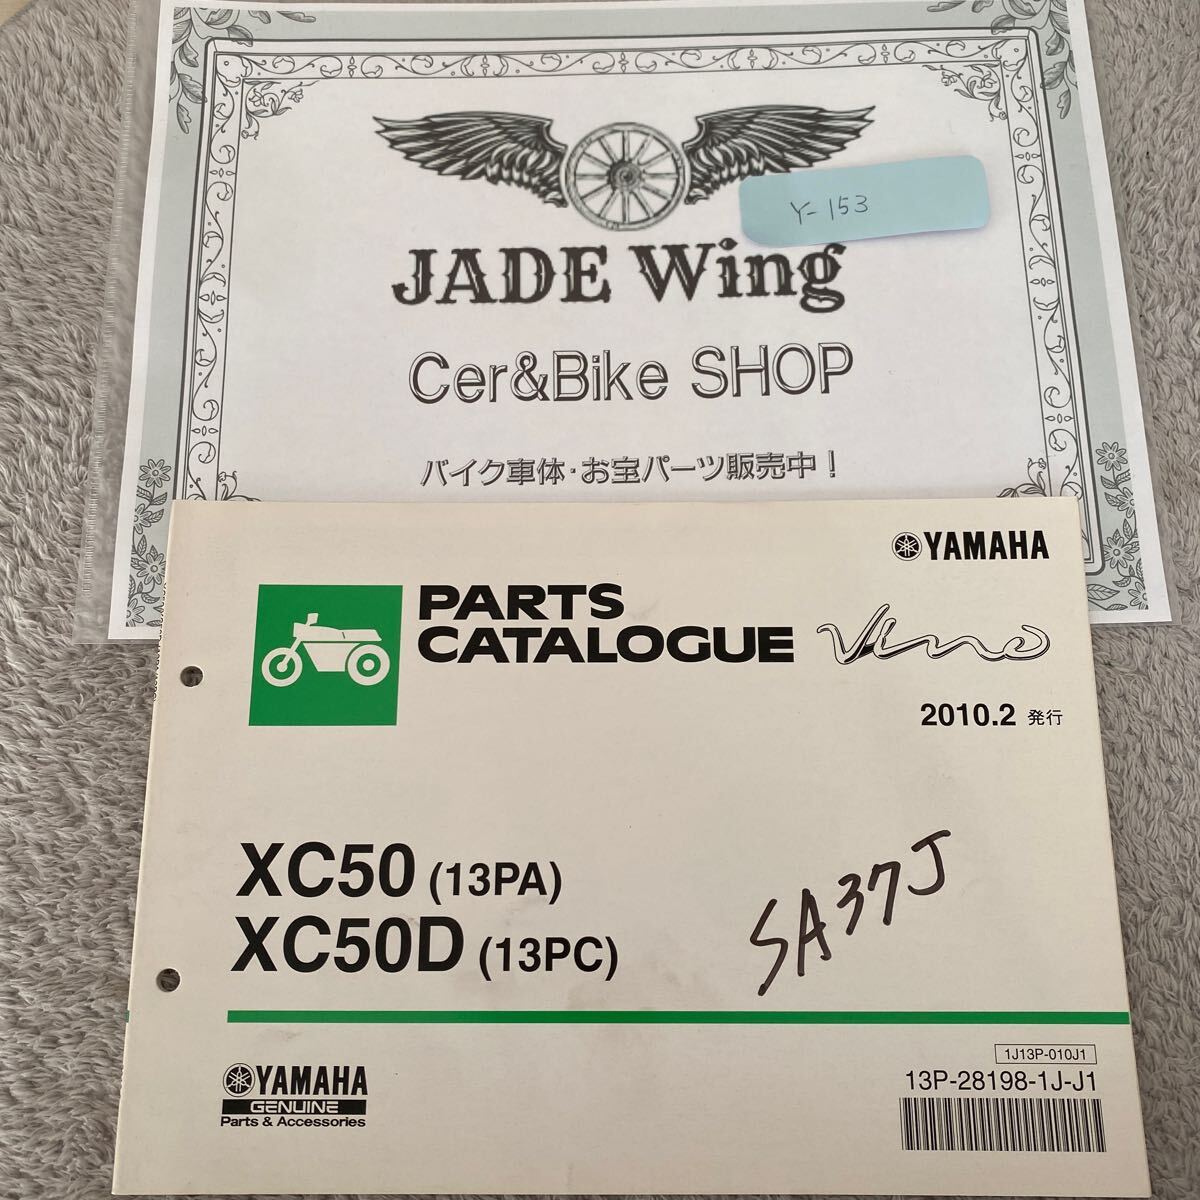 Y-153
JADE Wing
Cer&Bike SHOP
バイク車体・お宝パーツ販売中！
YAMAHA
PARTS
CATALOGUE
Vino
2010.2 発行
XC50 (13PA)
XC50D (13PC)
SA37J
YAMAHA
GENUINE
Parts & Accessories
1J13P-010J1
13P-28198-1J-J1